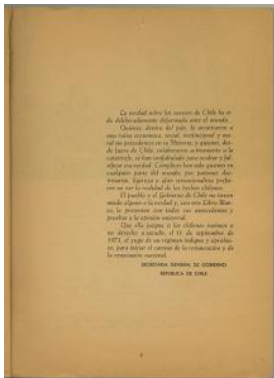 La verdad sobre los sucesos de Chile ha si-
do deliberadamente deformada ante el mundo.
Quienes, dentro del país, lo arrastraron a
una ruina económica, social, institucional y mo-
ral sin precedentes en su Historia; y quienes, des-
de fuera de Chile, colaboraron activamente a la
catástrofe, se han confabulado para ocultar y fal-
sificar esa verdad. Cómplices han sido quienes en
cualquier parte del mundo, por pasiones doc-
trinarias, ligereza y afán sensacionalista prefie-
ren no ver la realidad de los hechos chilenos.
El pueblo y el Gobierno de Chile no tienen
miedo alguno a la verdad y, con este Libro Blan-
co la presentan con todos sus antecedentes y
pruebas a la opinión universal.
Que ella juzgue si los chilenos tuvimos o
no derecho a sacudir, el 11 de septiembre de
1973, el yugo de un régimen indigno y oprobio-
so, para iniciar el camino de la restauración y de
la renovación nacional.
SECRETARIA GENERAL DE GOBIERNO
REPUBLICA DE CHILE